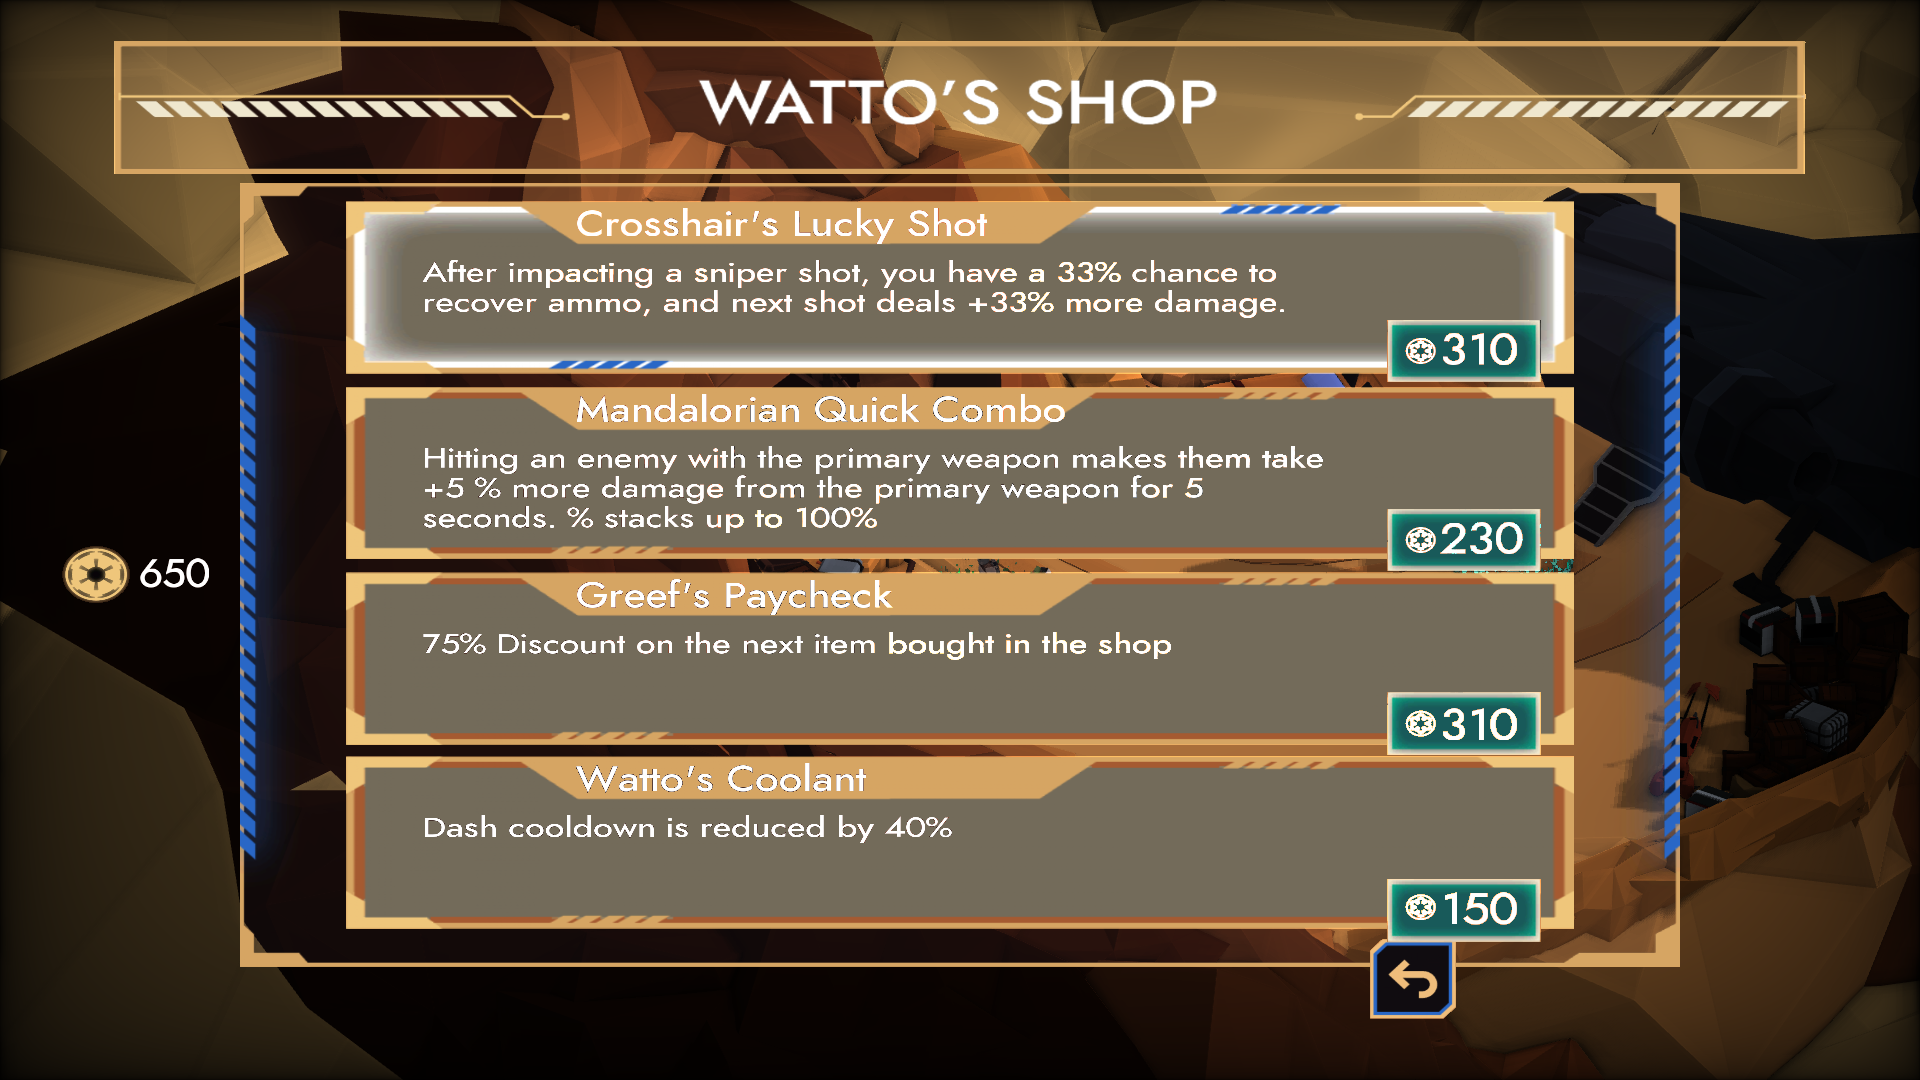 WATTO'S SHOP
Crosshair's Lucky Shot
After impacting a sniper shot, you have a 33% chance to
recover ammo, and next shot deals +33% more damage.
310
Mandalorian Quick Combo
Hitting an enemy with the primary weapon makes them take
+5 % more damage from the primary weapon for 5
seconds. % stacks up to 100%
230
650
Greef's Paycheck
75% Discount on the next item bought in the shop
310
Watto's Coolant
Dash cooldown is reduced by 40%
150